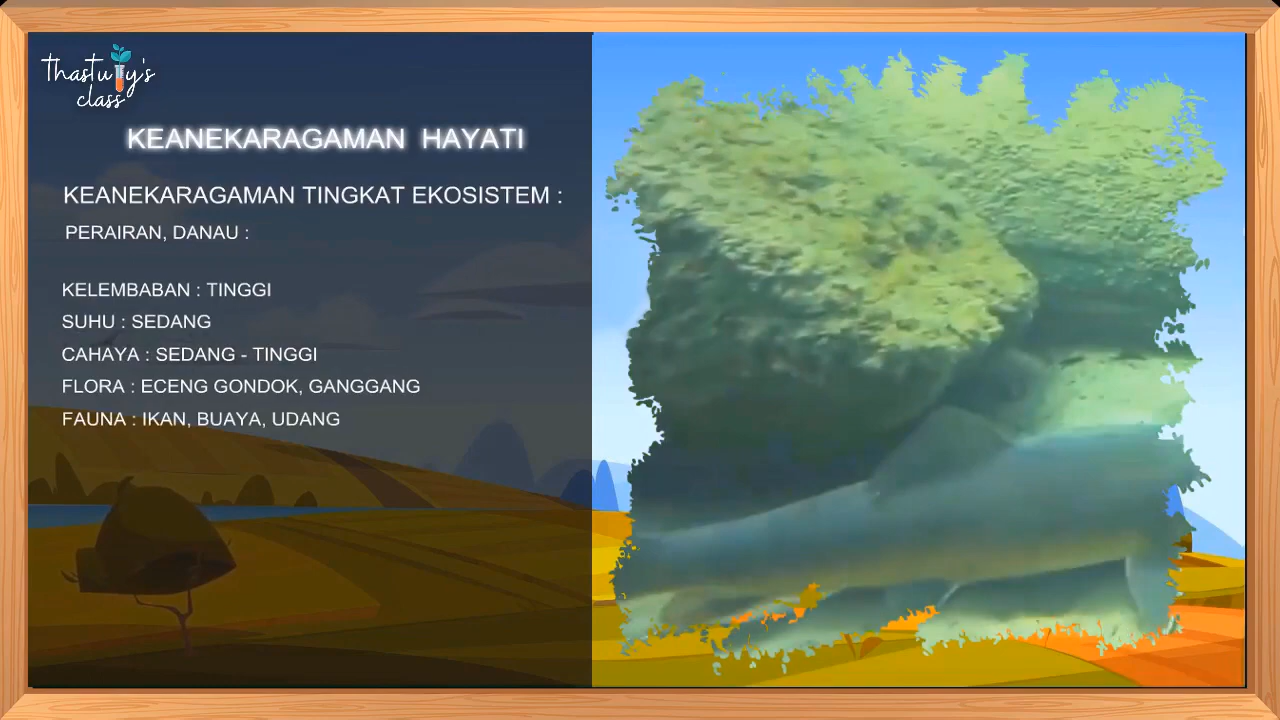 Thastuty's
class
KEANEKARAGAMAN HAYATI
KEANEKARAGAMAN TINGKAT EKOSISTEM :
PERAIRAN, DANAU :
KELEMBABAN : TINGGI
SUHU : SEDANG
CAHAYA : SEDANG - TINGGI
FLORA : ECENG GONDOK, GANGGANG
FAUNA : IKAN, BUAYA, UDANG